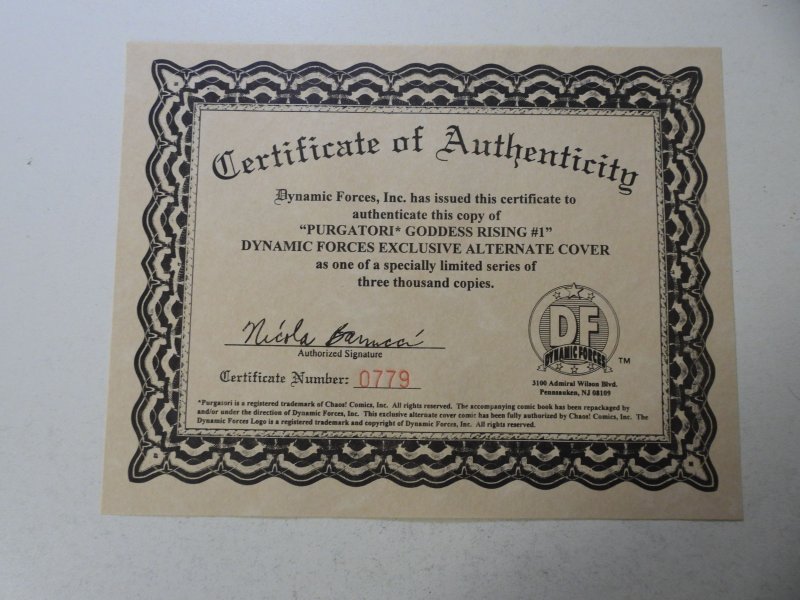 Certificate of Authenticity
Dynamic Forces, Inc. has issued this certificate to
authenticate this copy of
“PURGATORI* GODDESS RISING #1”
DYNAMIC FORCES EXCLUSIVE ALTERNATE COVER
as one of a specially limited series of
three thousand copies.
Nicola Barrucci
Authorized Signature
Certificate Number: 0779
DF
DYNAMIC FORCES
TM
3100 Admiral Wilson Blvd.
Pennsauken, NJ 08109
*Purgatori is a registered trademark of Chaos! Comics, Inc. All rights reserved. The accompanying comic book has been repackaged by
and/or under the direction of Dynamic Forces, Inc. This exclusive alternate cover comic has been fully authorized by Chaos! Comics, Inc. The
Dynamic Forces Logo is a registered trademark and copyright of Dynamic Forces, Inc. All rights reserved.